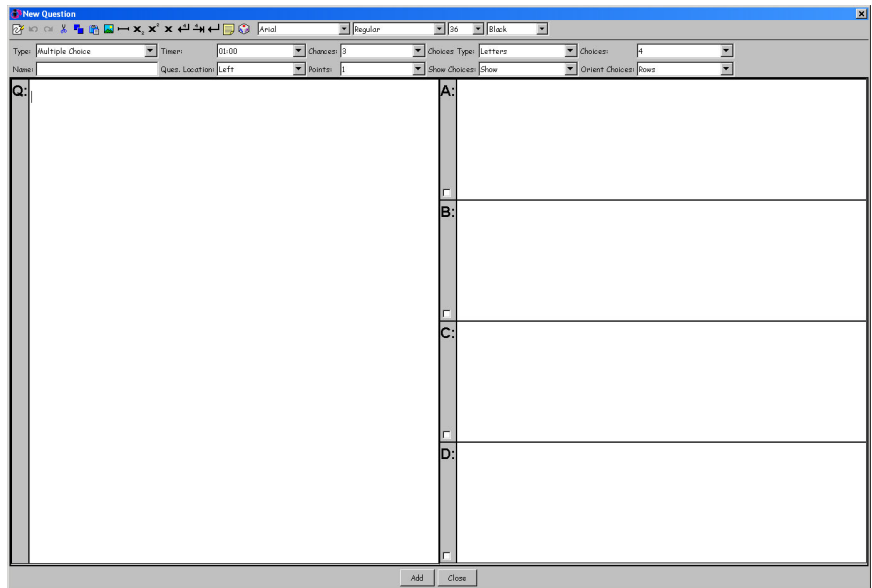 New Question
Arial Regular 36 Black
Type: Multiple Choice Timer: 01:00 Chances: 3 Choices Type: Letters Choices: 4
Name: Ques. Location: Left Points: 1 Show Choices: Show Orient Choices: Rows
Q:
A:
B:
C:
D:
Add Close